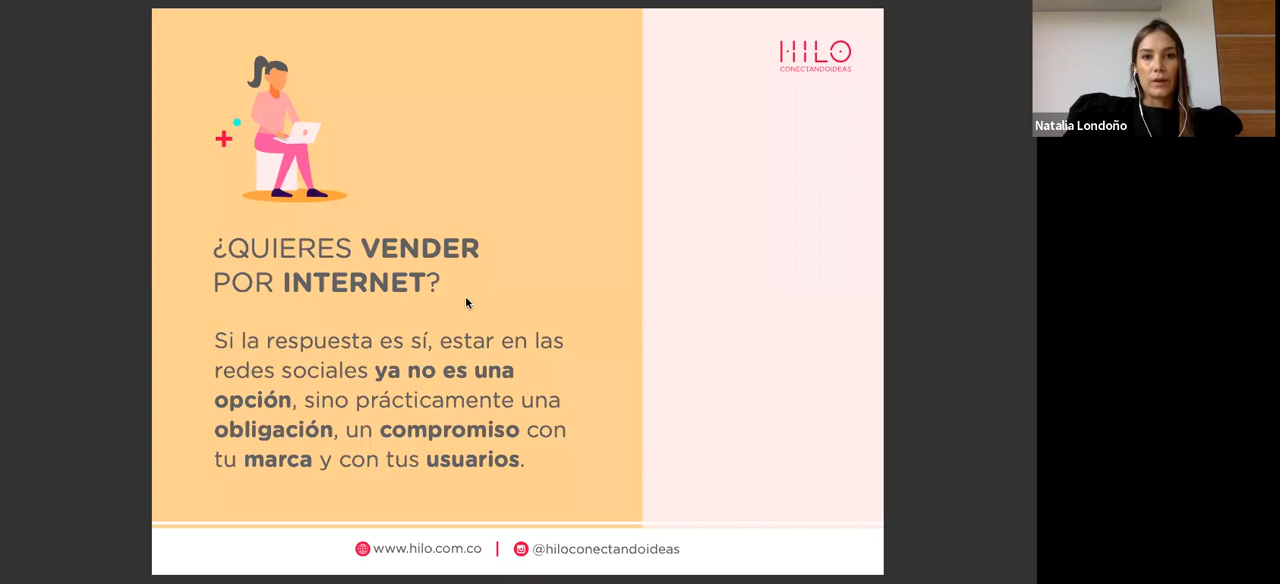 HILO
CONECTANDOIDEAS
Natalia Londoño
¿QUIERES VENDER
POR INTERNET?
Si la respuesta es sí, estar en las
redes sociales ya no es una
opción, sino prácticamente una
obligación, un compromiso con
tu marca y con tus usuarios.
www.hilo.com.co | @hiloconectandoideas